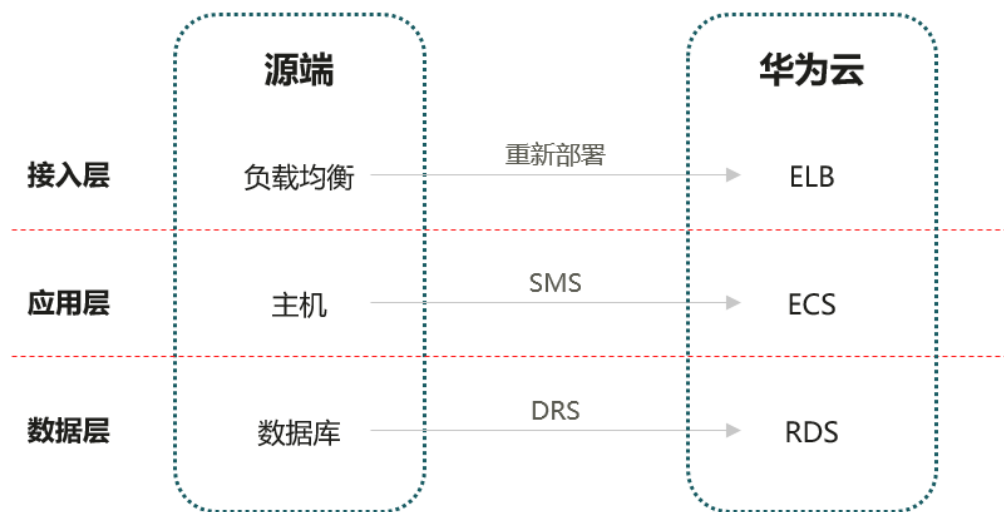 源端
华为云
接入层
负载均衡
重新部署
ELB
应用层
主机
SMS
ECS
数据层
数据库
DRS
RDS